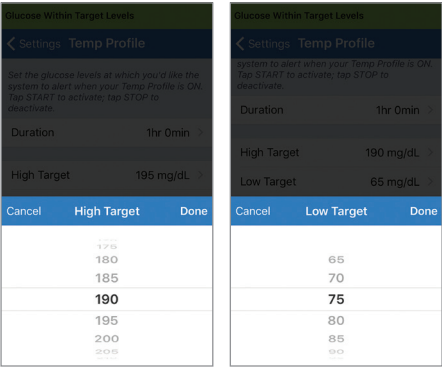 Glucose Within Target Levels
Settings Temp Profile
Set the glucose levels at which you'd like the
system to alert when your Temp Profile is ON.
Tap START to activate; tap STOP to
deactivate.
Duration 1hr 0min
High Target 195 mg/dL
Cancel High Target Done
175
180
185
190
195
200
205
Glucose Within Target Levels
Settings Temp Profile
system to alert when your Temp Profile is ON.
Tap START to activate; tap STOP to
deactivate.
Duration 1hr 0min
High Target 190 mg/dL
Low Target 65 mg/dL
Cancel Low Target Done
65
70
75
80
85
90